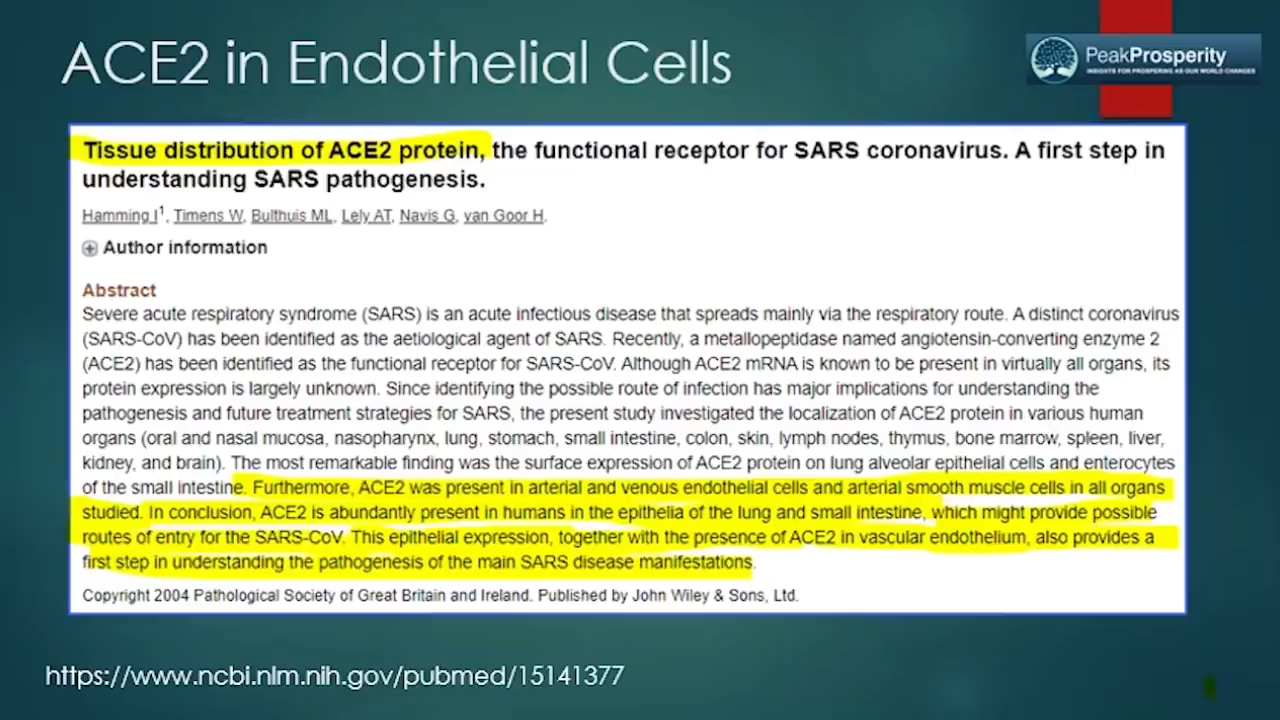 ACE2 in Endothelial Cells
PeakProsperity
INSIGHTS FOR PROSPERING AS OUR WORLD CHANGES
Tissue distribution of ACE2 protein, the functional receptor for SARS coronavirus. A first step in
understanding SARS pathogenesis.
Hamming I1, Timens W, Bulthuis ML, Lely AT, Navis G, van Goor H.
Author information
Abstract
Severe acute respiratory syndrome (SARS) is an acute infectious disease that spreads mainly via the respiratory route. A distinct coronavirus
(SARS-CoV) has been identified as the aetiological agent of SARS. Recently, a metallopeptidase named angiotensin-converting enzyme 2
(ACE2) has been identified as the functional receptor for SARS-CoV. Although ACE2 mRNA is known to be present in virtually all organs, its
protein expression is largely unknown. Since identifying the possible route of infection has major implications for understanding the
pathogenesis and future treatment strategies for SARS, the present study investigated the localization of ACE2 protein in various human
organs (oral and nasal mucosa, nasopharynx, lung, stomach, small intestine, colon, skin, lymph nodes, thymus, bone marrow, spleen, liver,
kidney, and brain). The most remarkable finding was the surface expression of ACE2 protein on lung alveolar epithelial cells and enterocytes
of the small intestine. Furthermore, ACE2 was present in arterial and venous endothelial cells and arterial smooth muscle cells in all organs
studied. In conclusion, ACE2 is abundantly present in humans in the epithelia of the lung and small intestine, which might provide possible
routes of entry for the SARS-CoV. This epithelial expression, together with the presence of ACE2 in vascular endothelium, also provides a
first step in understanding the pathogenesis of the main SARS disease manifestations.
Copyright 2004 Pathological Society of Great Britain and Ireland. Published by John Wiley & Sons, Ltd.
https://www.ncbi.nlm.nih.gov/pubmed/15141377